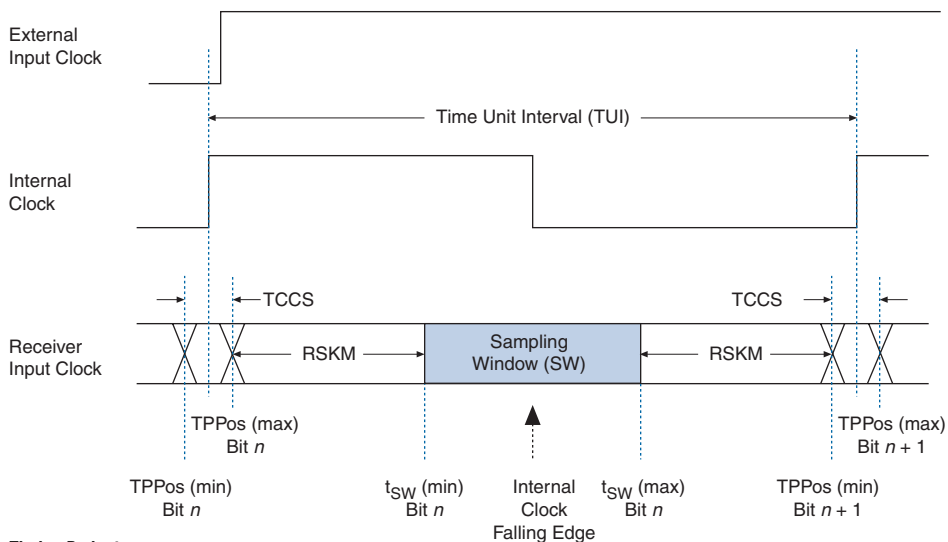 External
Input Clock
Time Unit Interval (TUI)
Internal
Clock
TCCS
TCCS
Receiver
Input Clock
RSKM
Sampling
Window (SW)
RSKM
TPPos (max)
Bit n
TPPos (max)
Bit n + 1
TPPos (min)
Bit n
tSW (min)
Bit n
Internal
Clock
Falling Edge
tSW (max)
Bit n
TPPos (min)
Bit n + 1